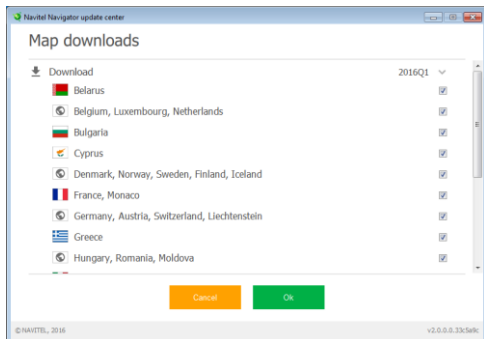 Navitel Navigator update center
Map downloads
Download 2016Q1
Belarus
Belgium, Luxembourg, Netherlands
Bulgaria
Cyprus
Denmark, Norway, Sweden, Finland, Iceland
France, Monaco
Germany, Austria, Switzerland, Liechtenstein
Greece
Hungary, Romania, Moldova
Cancel Ok
© NAVITEL, 2016 v2.0.0.0.33c5a9c